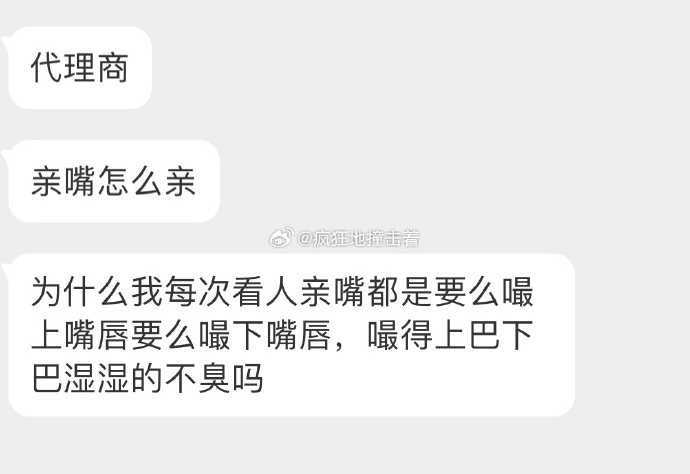 代理商
亲嘴怎么亲
@疯狂地撞击着
为什么我每次看人亲嘴都是要么嘬
上嘴唇要么嘬下嘴唇，嘬得上巴下
巴湿湿的不臭吗